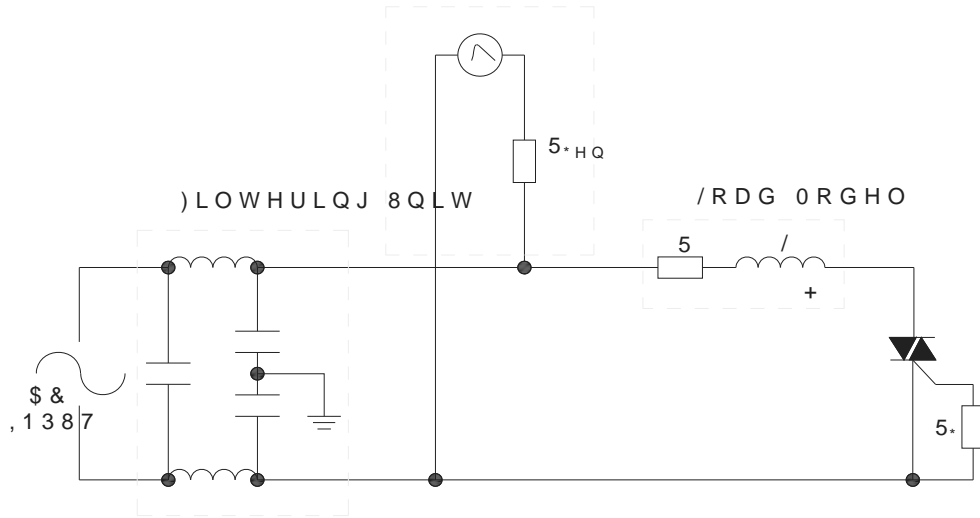 5*HQ
)LOWHULQJ 8QLW
/RDG 0RGHO
5 /
+
$ &
,1387
5*